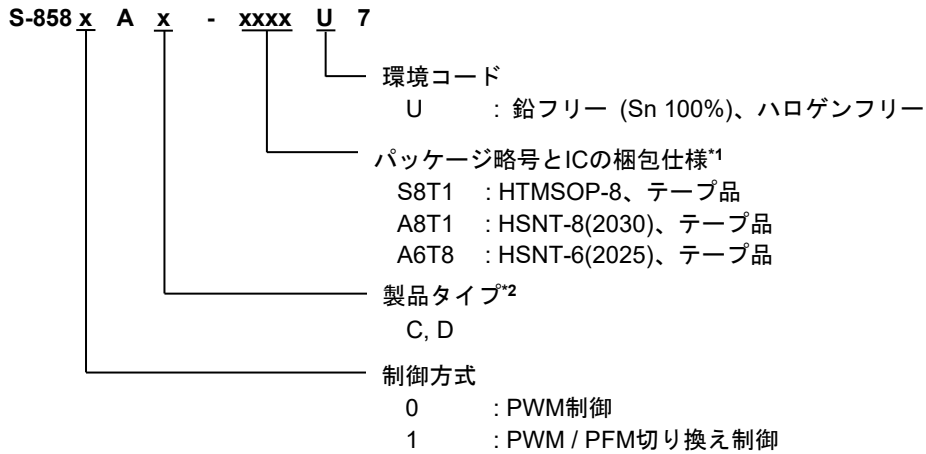 S-858 x A x - xxxx U 7
環境コード
U : 鉛フリー (Sn 100%)、ハロゲンフリー
パッケージ略号とICの梱包仕様*1
S8T1 : HTMSOP-8、テープ品
A8T1 : HSNT-8(2030)、テープ品
A6T8 : HSNT-6(2025)、テープ品
製品タイプ*2
C, D
制御方式
0 : PWM制御
1 : PWM / PFM切り換え制御